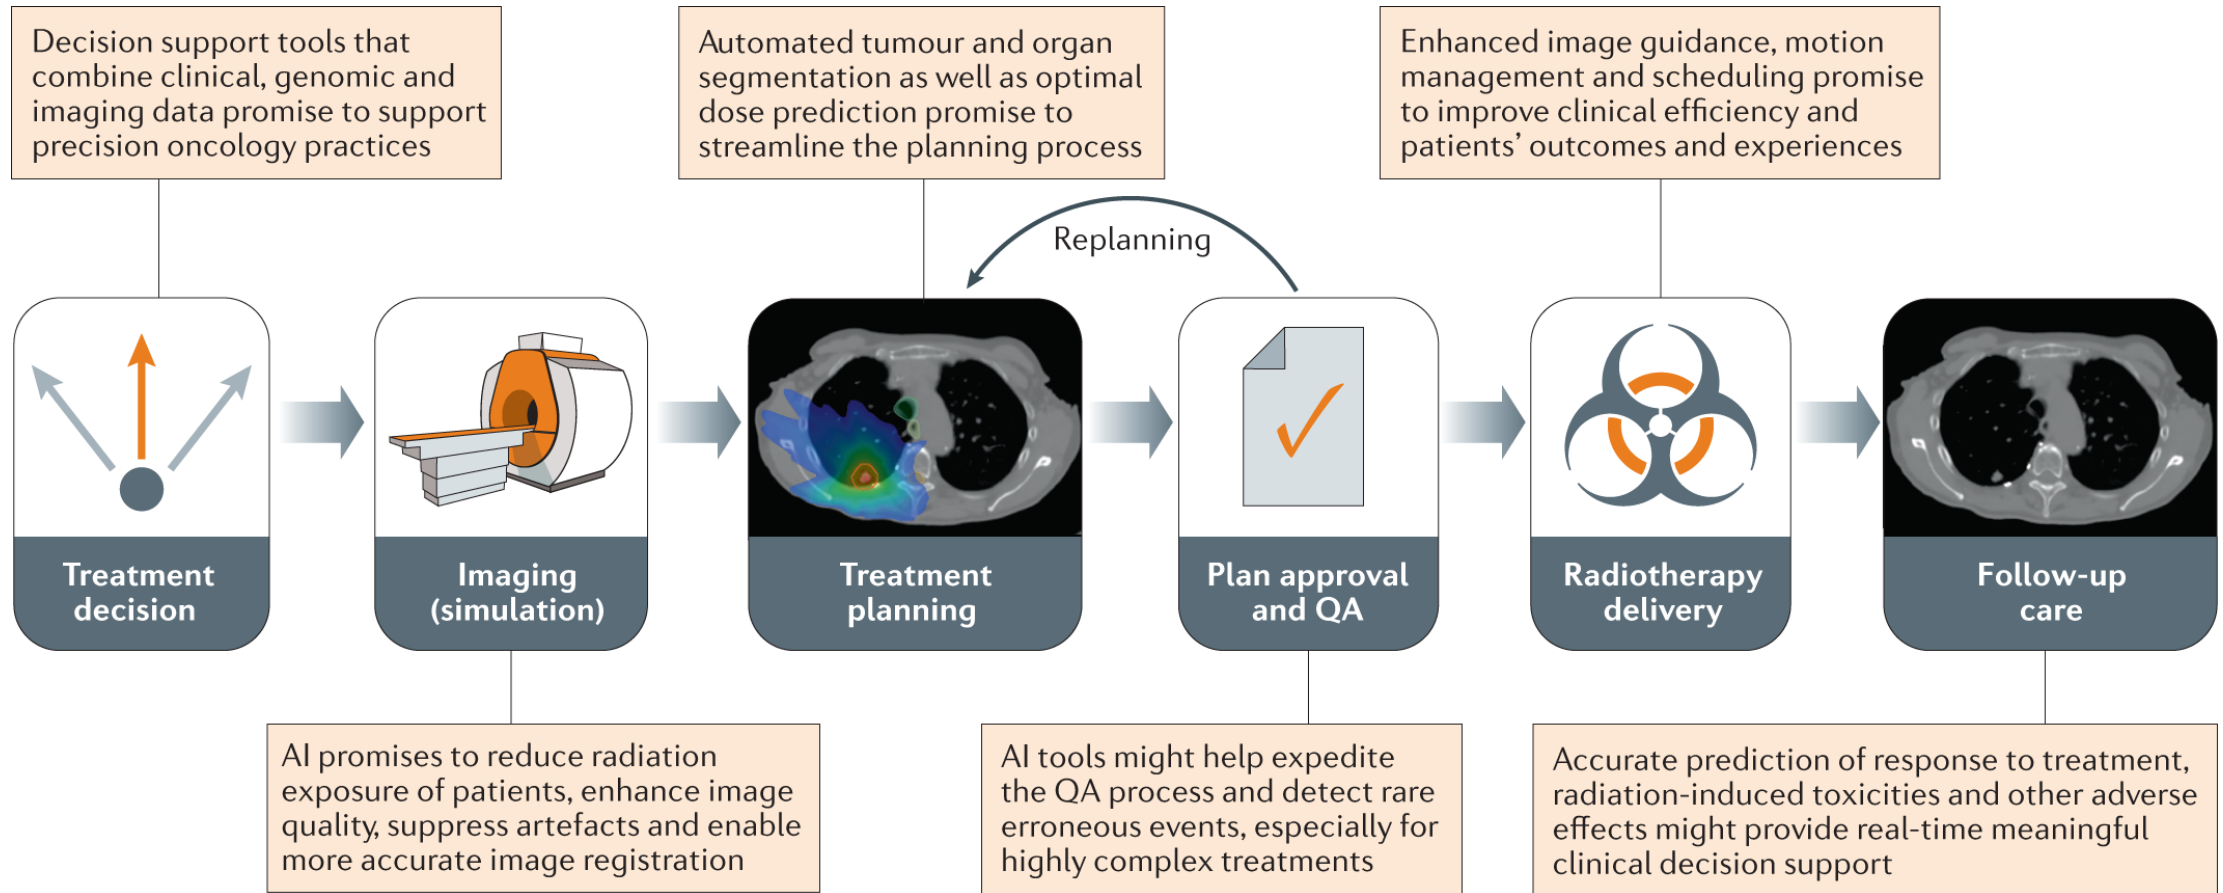 Decision support tools that
combine clinical, genomic and
imaging data promise to support
precision oncology practices
Automated tumour and organ
segmentation as well as optimal
dose prediction promise to
streamline the planning process
Enhanced image guidance, motion
management and scheduling promise
to improve clinical efficiency and
patients’ outcomes and experiences
Replanning
Treatment
decision
Imaging
(simulation)
Treatment
planning
Plan approval
and QA
Radiotherapy
delivery
Follow-up
care
AI promises to reduce radiation
exposure of patients, enhance image
quality, suppress artefacts and enable
more accurate image registration
AI tools might help expedite
the QA process and detect rare
erroneous events, especially for
highly complex treatments
Accurate prediction of response to treatment,
radiation-induced toxicities and other adverse
effects might provide real-time meaningful
clinical decision support